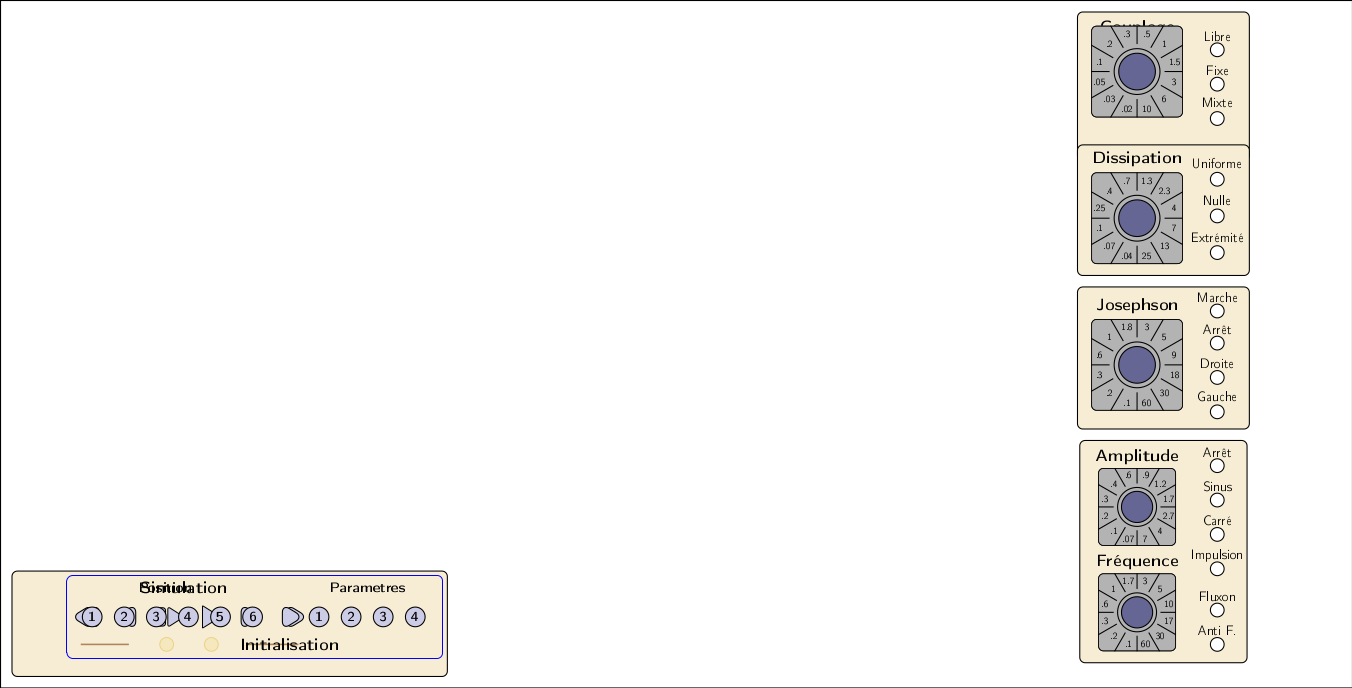 Couplage
.3 .5
.2 1
.1 1.5
.05 3
.03 6
.02 10
Libre
Fixe
Mixte
Dissipation
.7 1.3
.4 2.3
.25 4
.1 7
.07 13
.04 25
Uniforme
Nulle
Extrémité
Josephson
1.8 3
1 5
.6 9
.3 18
.2 30
.1 60
Marche
Arrêt
Droite
Gauche
Amplitude
.6 .9
.4 1.2
.3 1.7
.2 2.7
.1 4
.07 7
Arrêt
Sinus
Carré
Impulsion
Fréquence
1.7 3
1 5
.6 10
.3 17
.2 30
.1 60
Fluxon
Anti F.
Simulation
Position
Parametres
1 2 3 4 5 6 1 2 3 4
Initialisation